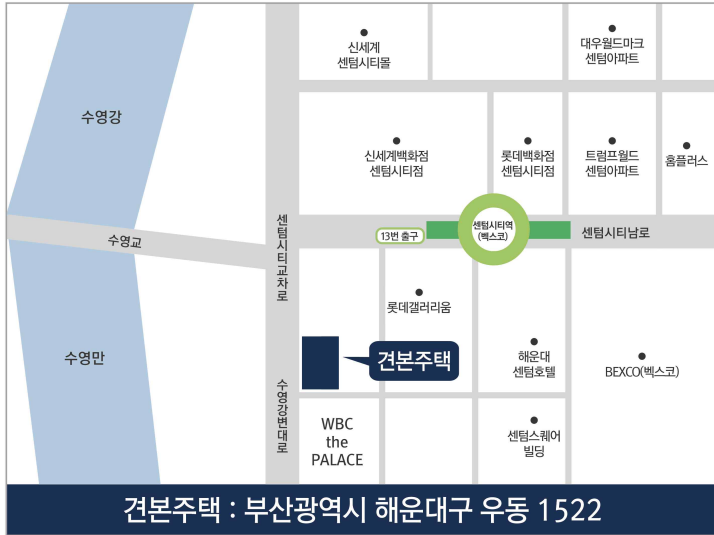 신세계
센텀시티몰
대우월드마크
센텀아파트
수영강
신세계백화점
센텀시티점
롯데백화점
센텀시티점
트럼프월드
센텀아파트
홈플러스
센텀시티교차로
수영교
13번 출구
센텀시티역
(벡스코)
센텀시티남로
롯데갤러리움
수영만
견본주택
해운대
센텀호텔
BEXCO(벡스코)
수영강변대로
WBC
the
PALACE
센텀스퀘어
빌딩
견본주택 : 부산광역시 해운대구 우동 1522